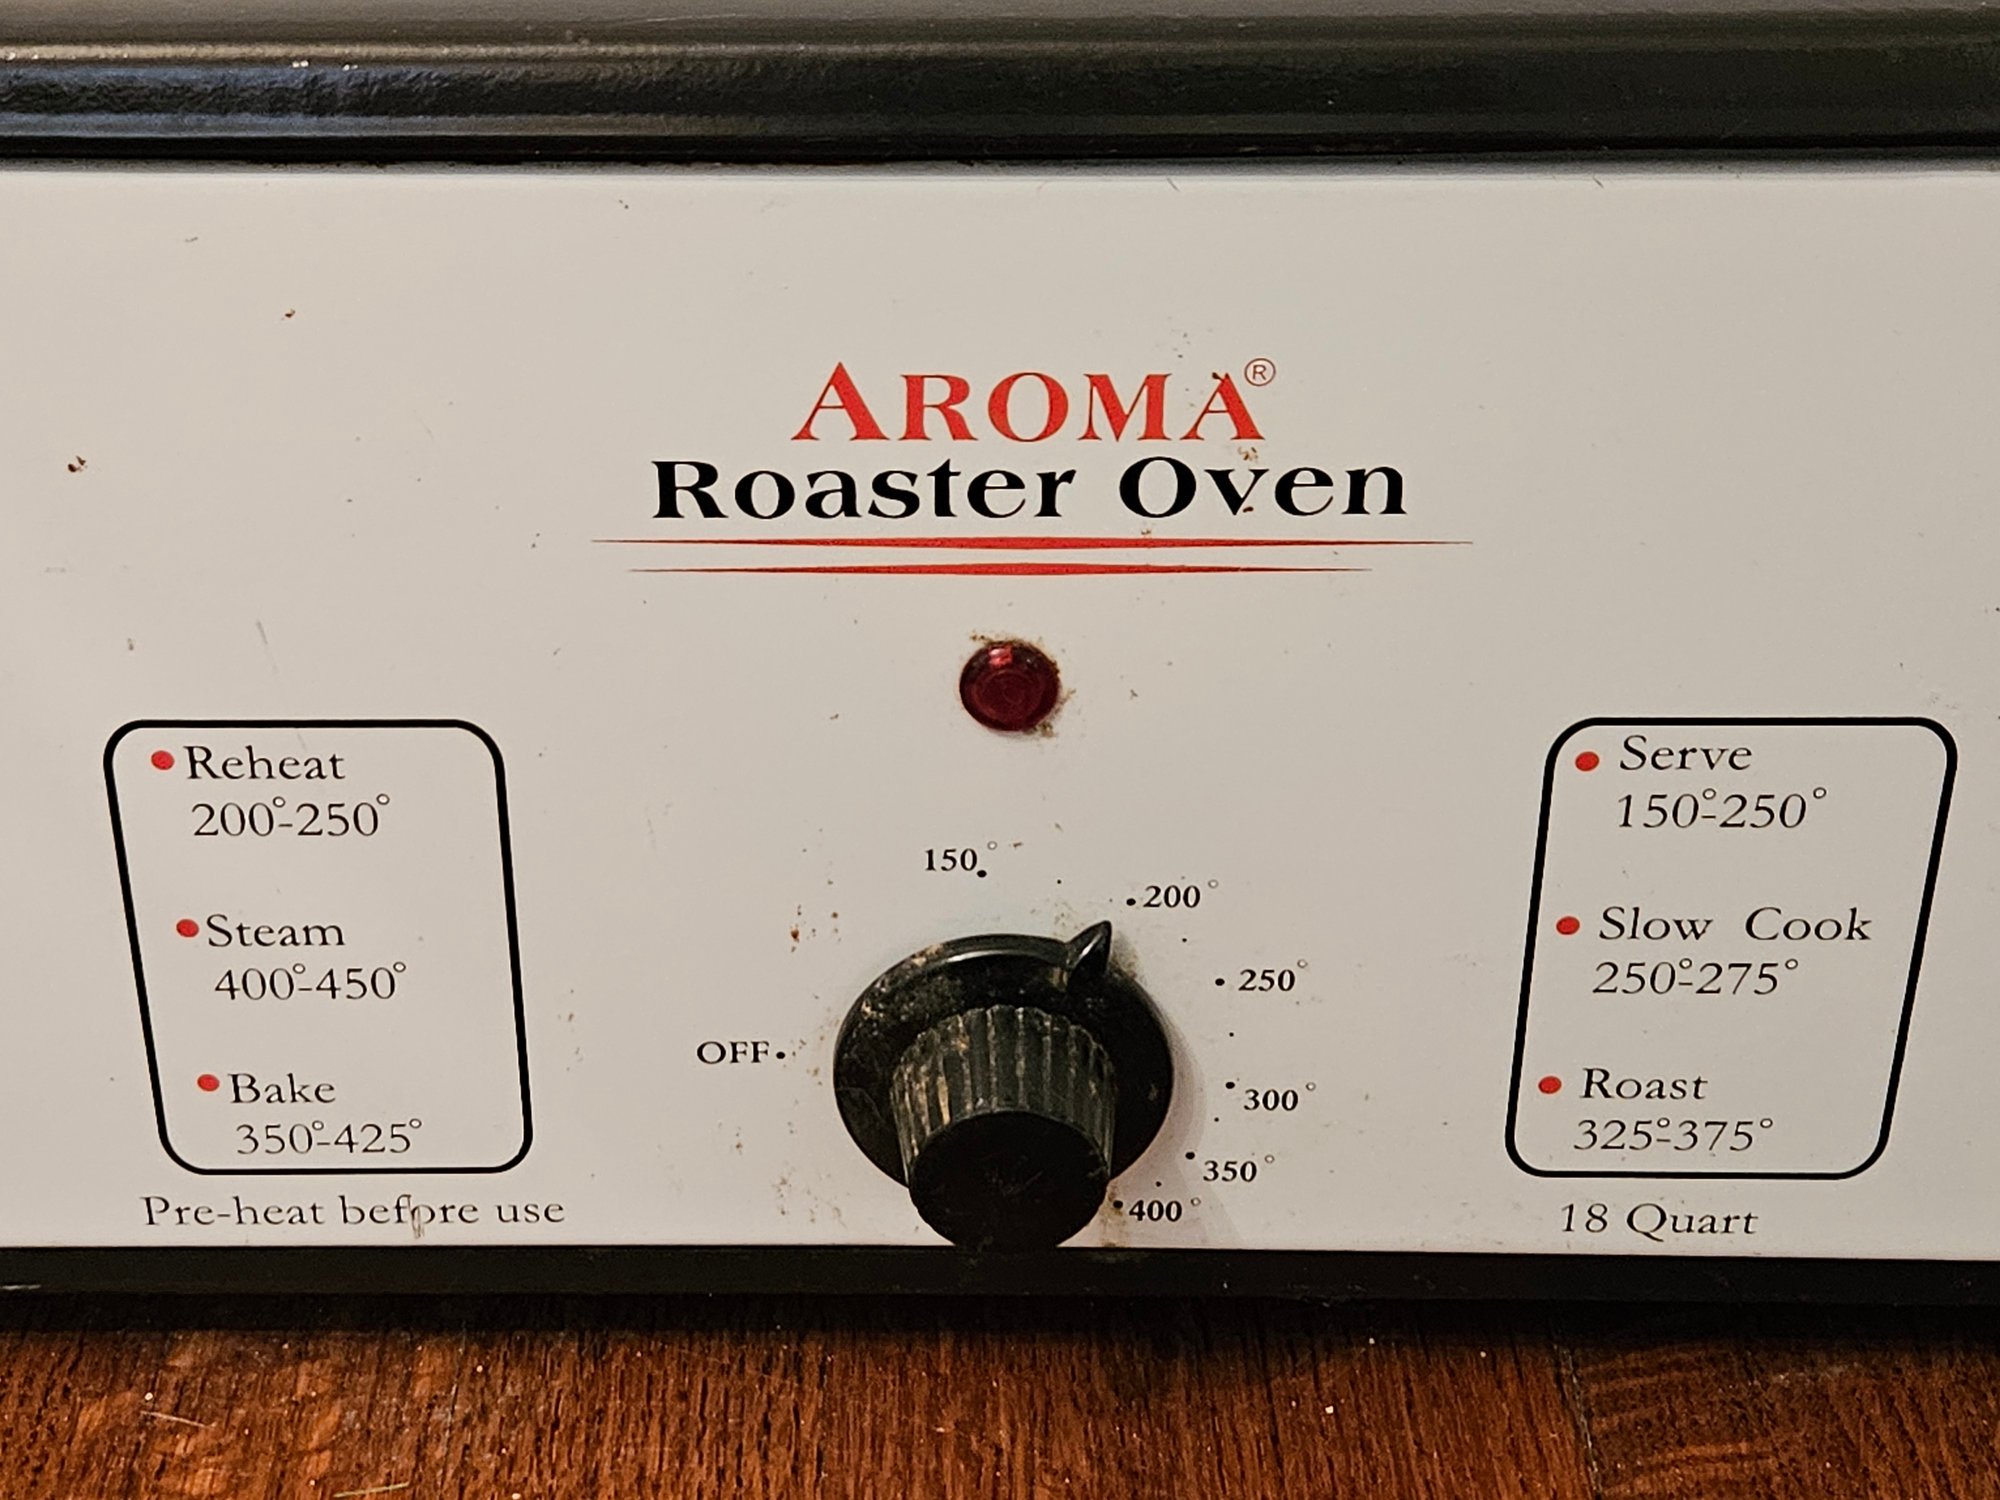 AROMA®
Roaster Oven
Reheat
200°-250°
Steam
400°-450°
Bake
350°-425°
Pre-heat before use
OFF
150°
200°
250°
300°
350°
400°
Serve
150°-250°
Slow Cook
250°-275°
Roast
325°-375°
18 Quart